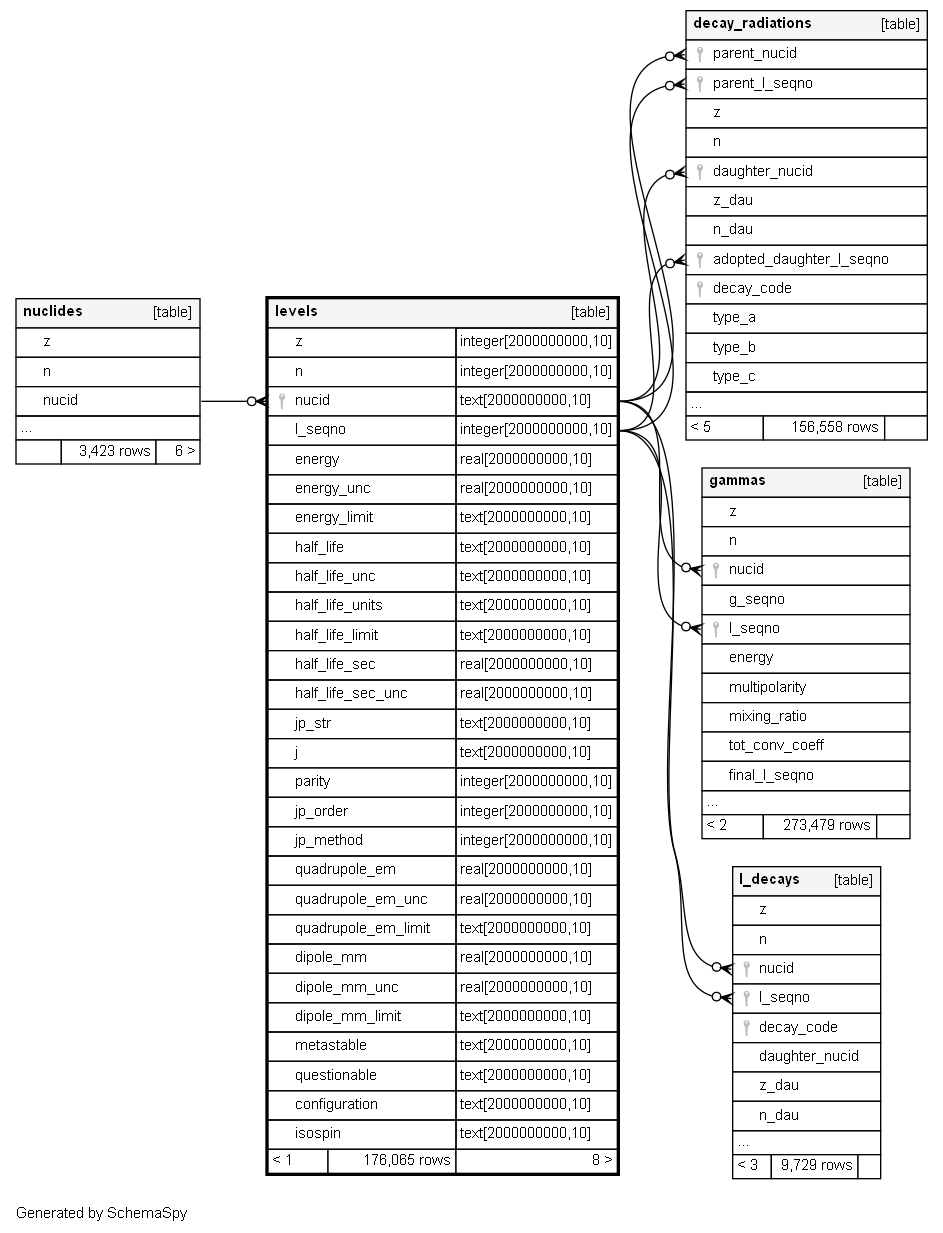 decay_radiations [table]
parent_nucid
parent_l_seqno
z
n
daughter_nucid
z_dau
n_dau
adopted_daughter_l_seqno
decay_code
type_a
type_b
type_c
...
< 5 156,558 rows
nuclides [table]
z
n
nucid
...
3,423 rows 6 >
levels [table]
z integer[2000000000,10]
n integer[2000000000,10]
nucid text[2000000000,10]
l_seqno integer[2000000000,10]
energy real[2000000000,10]
energy_unc real[2000000000,10]
energy_limit text[2000000000,10]
half_life text[2000000000,10]
half_life_unc text[2000000000,10]
half_life_units text[2000000000,10]
half_life_limit text[2000000000,10]
half_life_sec real[2000000000,10]
half_life_sec_unc real[2000000000,10]
jp_str text[2000000000,10]
j text[2000000000,10]
parity integer[2000000000,10]
jp_order integer[2000000000,10]
jp_method integer[2000000000,10]
quadrupole_em real[2000000000,10]
quadrupole_em_unc real[2000000000,10]
quadrupole_em_limit text[2000000000,10]
dipole_mm real[2000000000,10]
dipole_mm_unc real[2000000000,10]
dipole_mm_limit text[2000000000,10]
metastable text[2000000000,10]
questionable text[2000000000,10]
configuration text[2000000000,10]
isospin text[2000000000,10]
< 1 176,065 rows 8 >
gammas [table]
z
n
nucid
g_seqno
l_seqno
energy
multipolarity
mixing_ratio
tot_conv_coeff
final_l_seqno
...
< 2 273,479 rows
l_decays [table]
z
n
nucid
l_seqno
decay_code
daughter_nucid
z_dau
n_dau
...
< 3 9,729 rows
Generated by SchemaSpy